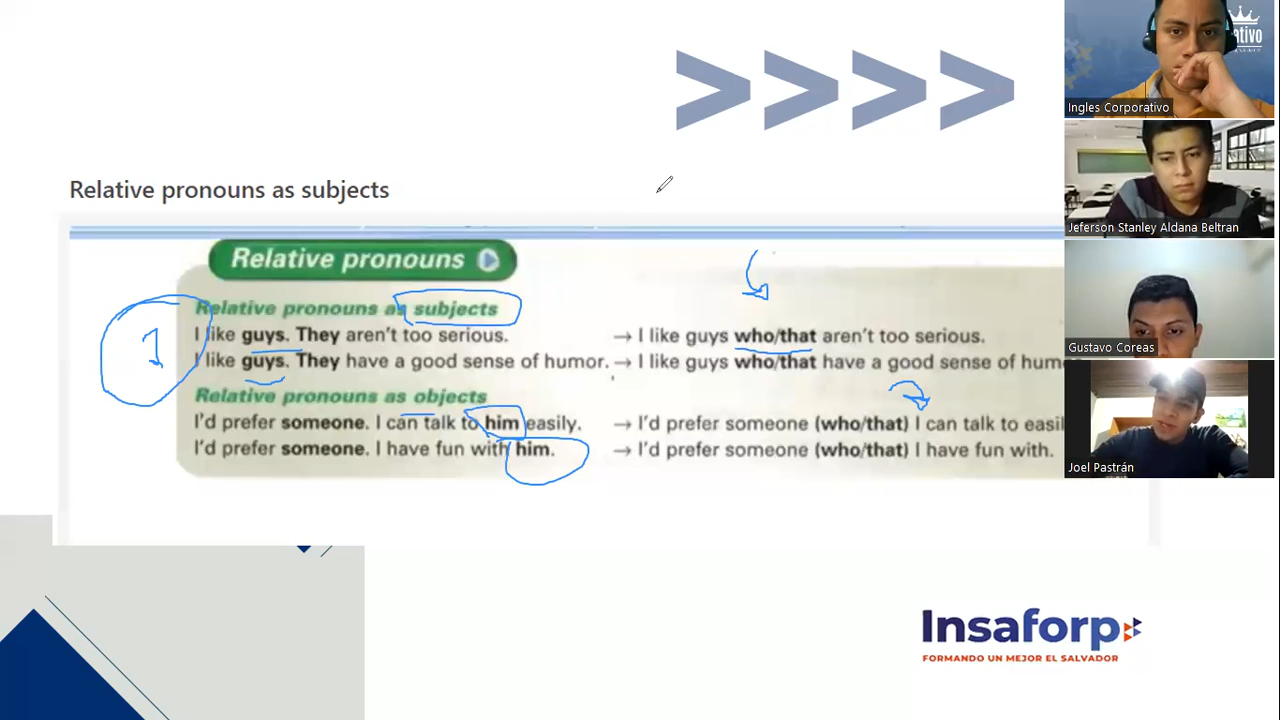 ativo
Ingles Corporativo
Jeferson Stanley Aldana Beltran
Gustavo Coreas
Joel Pastrán
Relative pronouns as subjects
Relative pronouns
Relative pronouns as subjects
I like guys. They aren't too serious. → I like guys who/that aren't too serious.
I like guys. They have a good sense of humor. → I like guys who/that have a good sense of hum
Relative pronouns as objects
I'd prefer someone. I can talk to him easily. → I'd prefer someone (who/that) I can talk to easil
I'd prefer someone. I have fun with him. → I'd prefer someone (who/that) I have fun with.
1
Insaforp
FORMANDO UN MEJOR EL SALVADOR